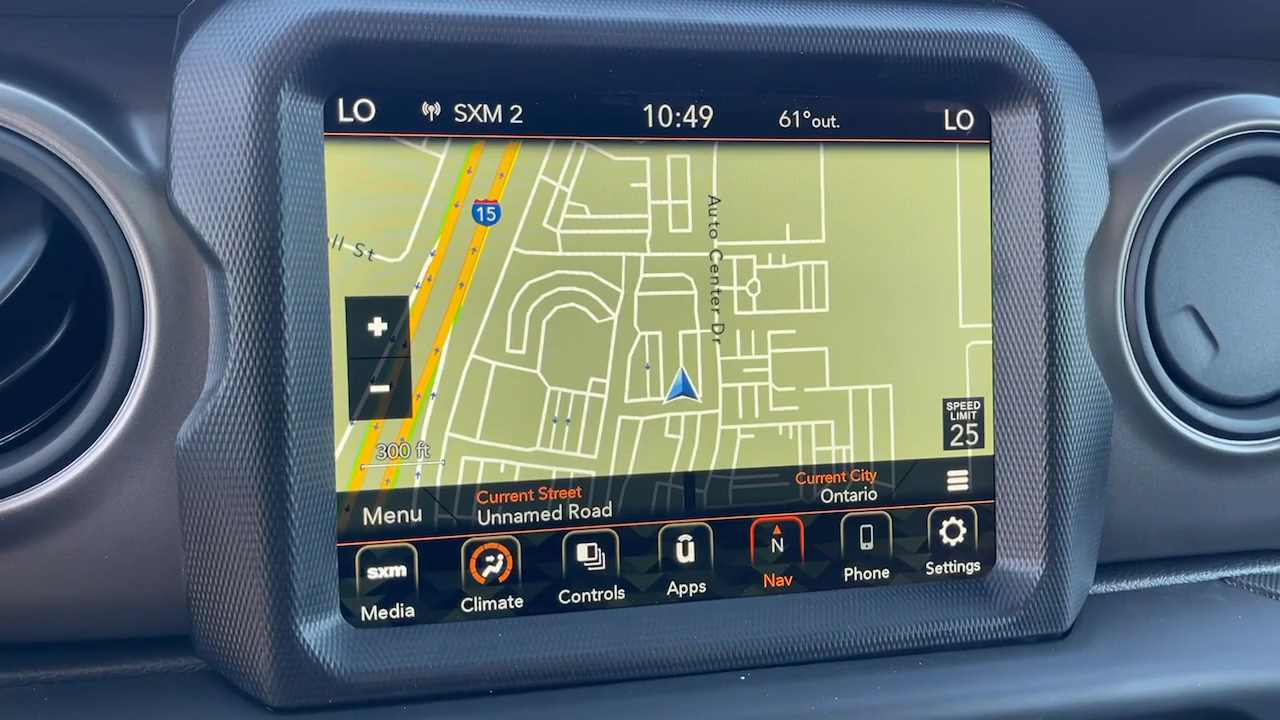 LO SXM 2 10:49 61°out. LO
15
ll St
Auto Center Dr
+
−
300 ft
SPEED
LIMIT
25
Current Street
Unnamed Road
Current City
Ontario
Menu
sxm
N
Media
Climate
Controls
Apps
Nav
Phone
Settings